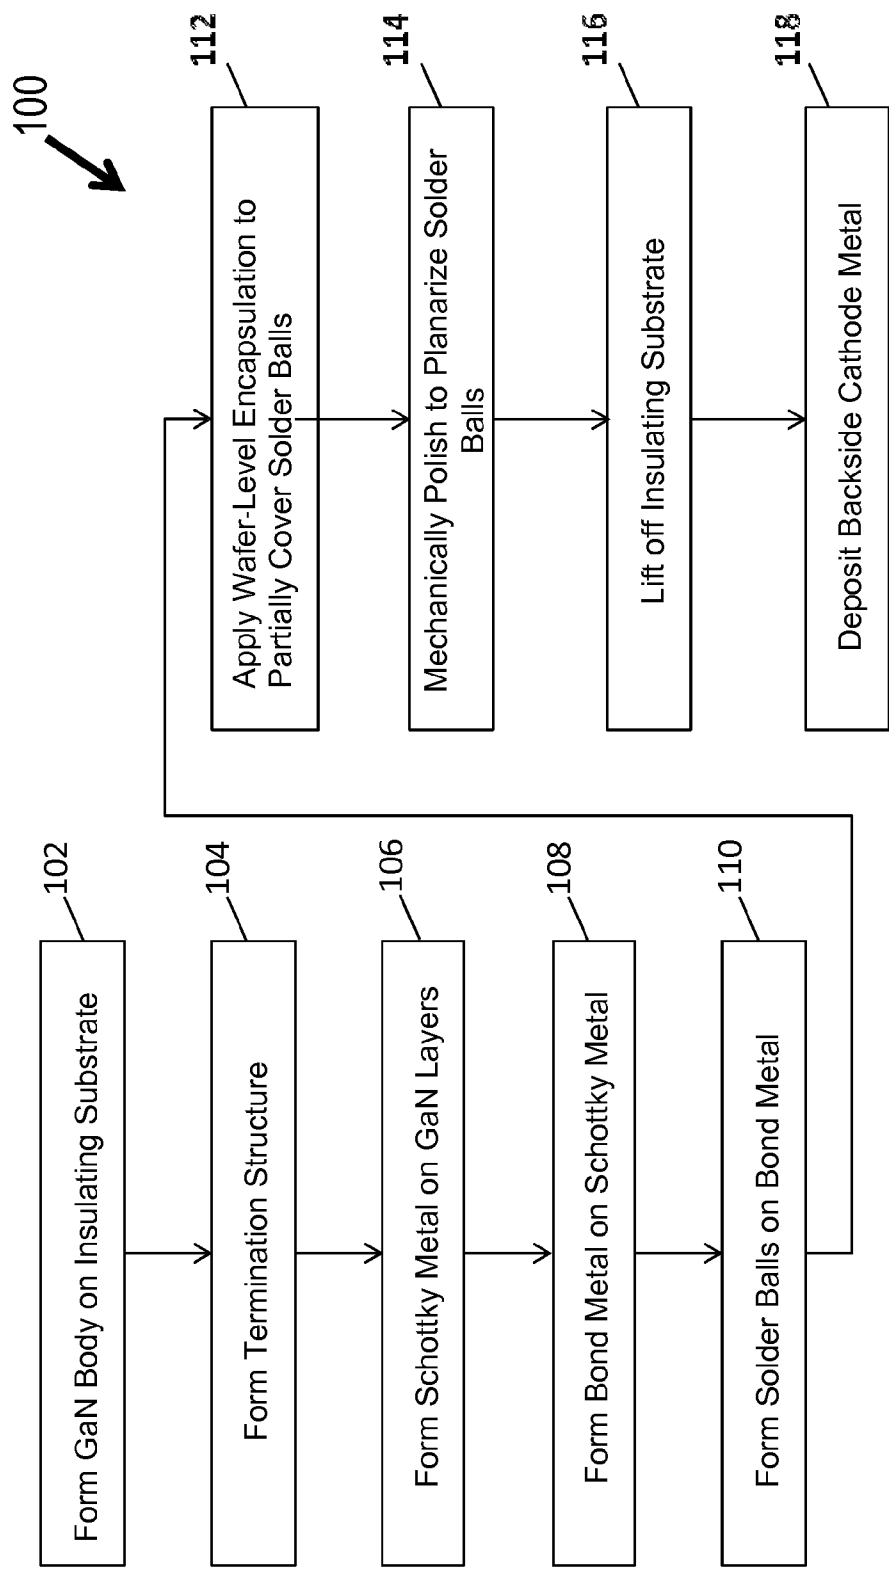 100
Form GaN Body on Insulating Substrate
102
Form Termination Structure
104
Form Schottky Metal on GaN Layers
106
Form Bond Metal on Schottky Metal
108
Form Solder Balls on Bond Metal
110
Apply Wafer-Level Encapsulation to
Partially Cover Solder Balls
112
Mechanically Polish to Planarize Solder
Balls
114
Lift off Insulating Substrate
116
Deposit Backside Cathode Metal
118